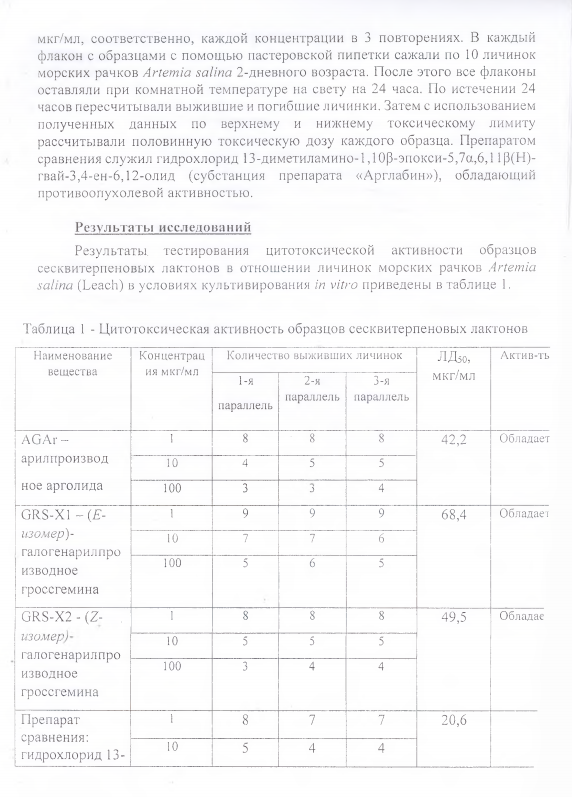 мкг/мл, соответственно, каждой концентрации в 3 повторениях. В каждый
флакон с образцами с помощью пастеровской пипетки сажали по 10 личинок
морских рачков Artemia salina 2-дневного возраста. После этого все флаконы
оставляли при комнатной температуре на свету на 24 часа. По истечении 24
часов пересчитывали выжившие и погибшие личинки. Затем с использованием
полученных данных по верхнему и нижнему токсическому лимиту
рассчитывали половинную токсическую дозу каждого образца. Препаратом
сравнения служил гидрохлорид 13-диметиламино-1,10β-эпокси-5,7α,6,11β(H)-
гвай-3,4-ен-6,12-олид (субстанция препарата «Арглабин»), обладающий
противоопухолевой активностью.
Результаты исследований
Результаты тестирования цитотоксической активности образцов
сесквитерпеновых лактонов в отношении личинок морских рачков Artemia
salina (Leach) в условиях культивирования in vitro приведены в таблице 1.
Таблица 1 - Цитотоксическая активность образцов сесквитерпеновых лактонов
Наименование вещества | Концентрац ия мкг/мл | Количество выживших личинок | ЛД50, мкг/мл | Актив-ть
1-я параллель | 2-я параллель | 3-я параллель
AGAr – 1 8 8 8 42,2 Обладает
арилпроизвод 10 4 5 5
ное арголида 100 3 3 4
GRS-X1 – (E- 1 9 9 9 68,4 Обладает
изомер)- 10 7 7 6
галогенарилпро 100 5 6 5
изводное
гроссгемина
GRS-X2 - (Z- 1 8 8 8 49,5 Обладае
изомер)- 10 5 5 5
галогенарилпро 100 3 4 4
изводное
гроссгемина
Препарат 1 8 7 7 20,6
сравнения: 10 5 4 4
гидрохлорид 13-